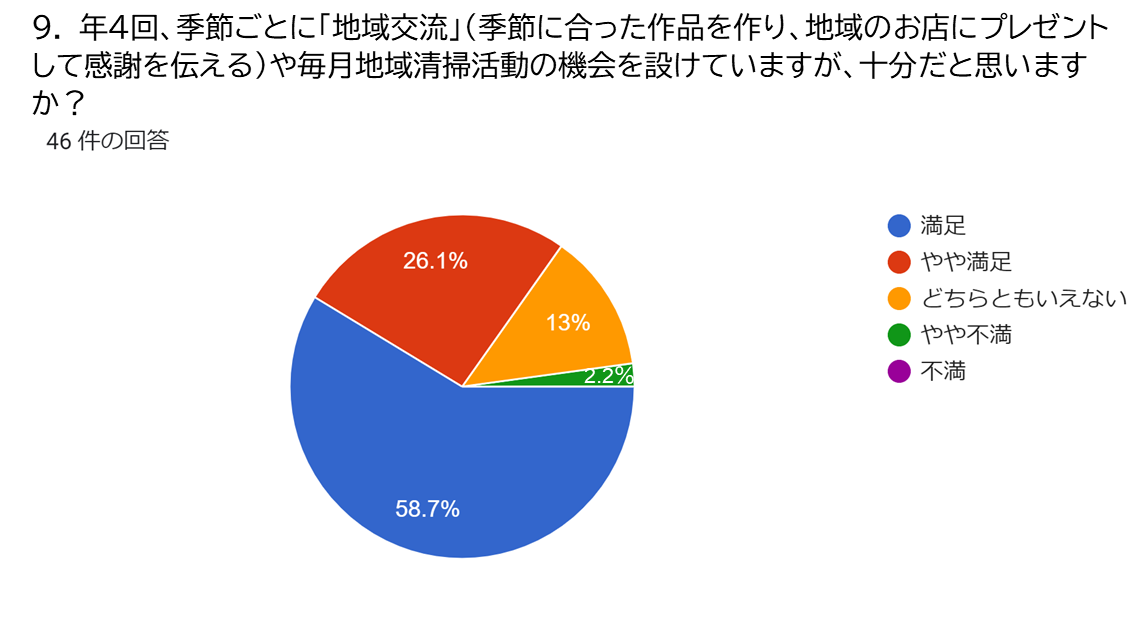 9. 年4回、季節ごとに「地域交流」（季節に合った作品を作り、地域のお店にプレゼント
して感謝を伝える）や毎月地域清掃活動の機会を設けていますが、十分だと思います
か？
46 件の回答
満足
やや満足
どちらともいえない
やや不満
不満
26.1%
13%
2.2%
58.7%